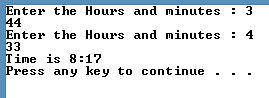 Enter the Hours and minutes : 3
44
Enter the Hours and minutes : 4
33
Time is 8:17
Press any key to continue . . .